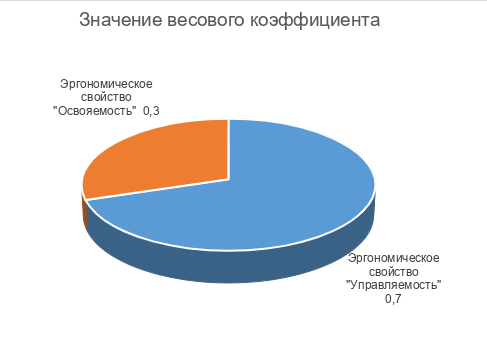 Значение весового коэффициента
Эргономическое
свойство
"Освояемость"  0,3
Эргономическое
свойство
"Управляемость"
0,7